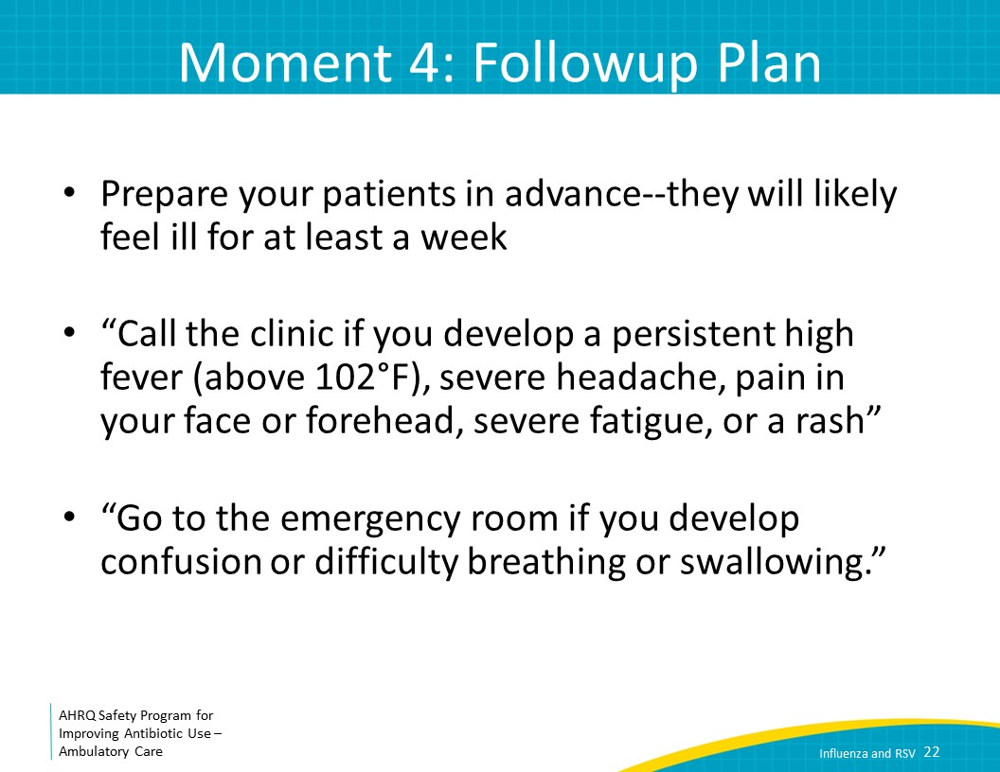 Moment 4: Followup Plan
• Prepare your patients in advance--they will likely
feel ill for at least a week
• “Call the clinic if you develop a persistent high
fever (above 102°F), severe headache, pain in
your face or forehead, severe fatigue, or a rash”
• “Go to the emergency room if you develop
confusion or difficulty breathing or swallowing.”
AHRQ Safety Program for
Improving Antibiotic Use –
Ambulatory Care
Influenza and RSV 22